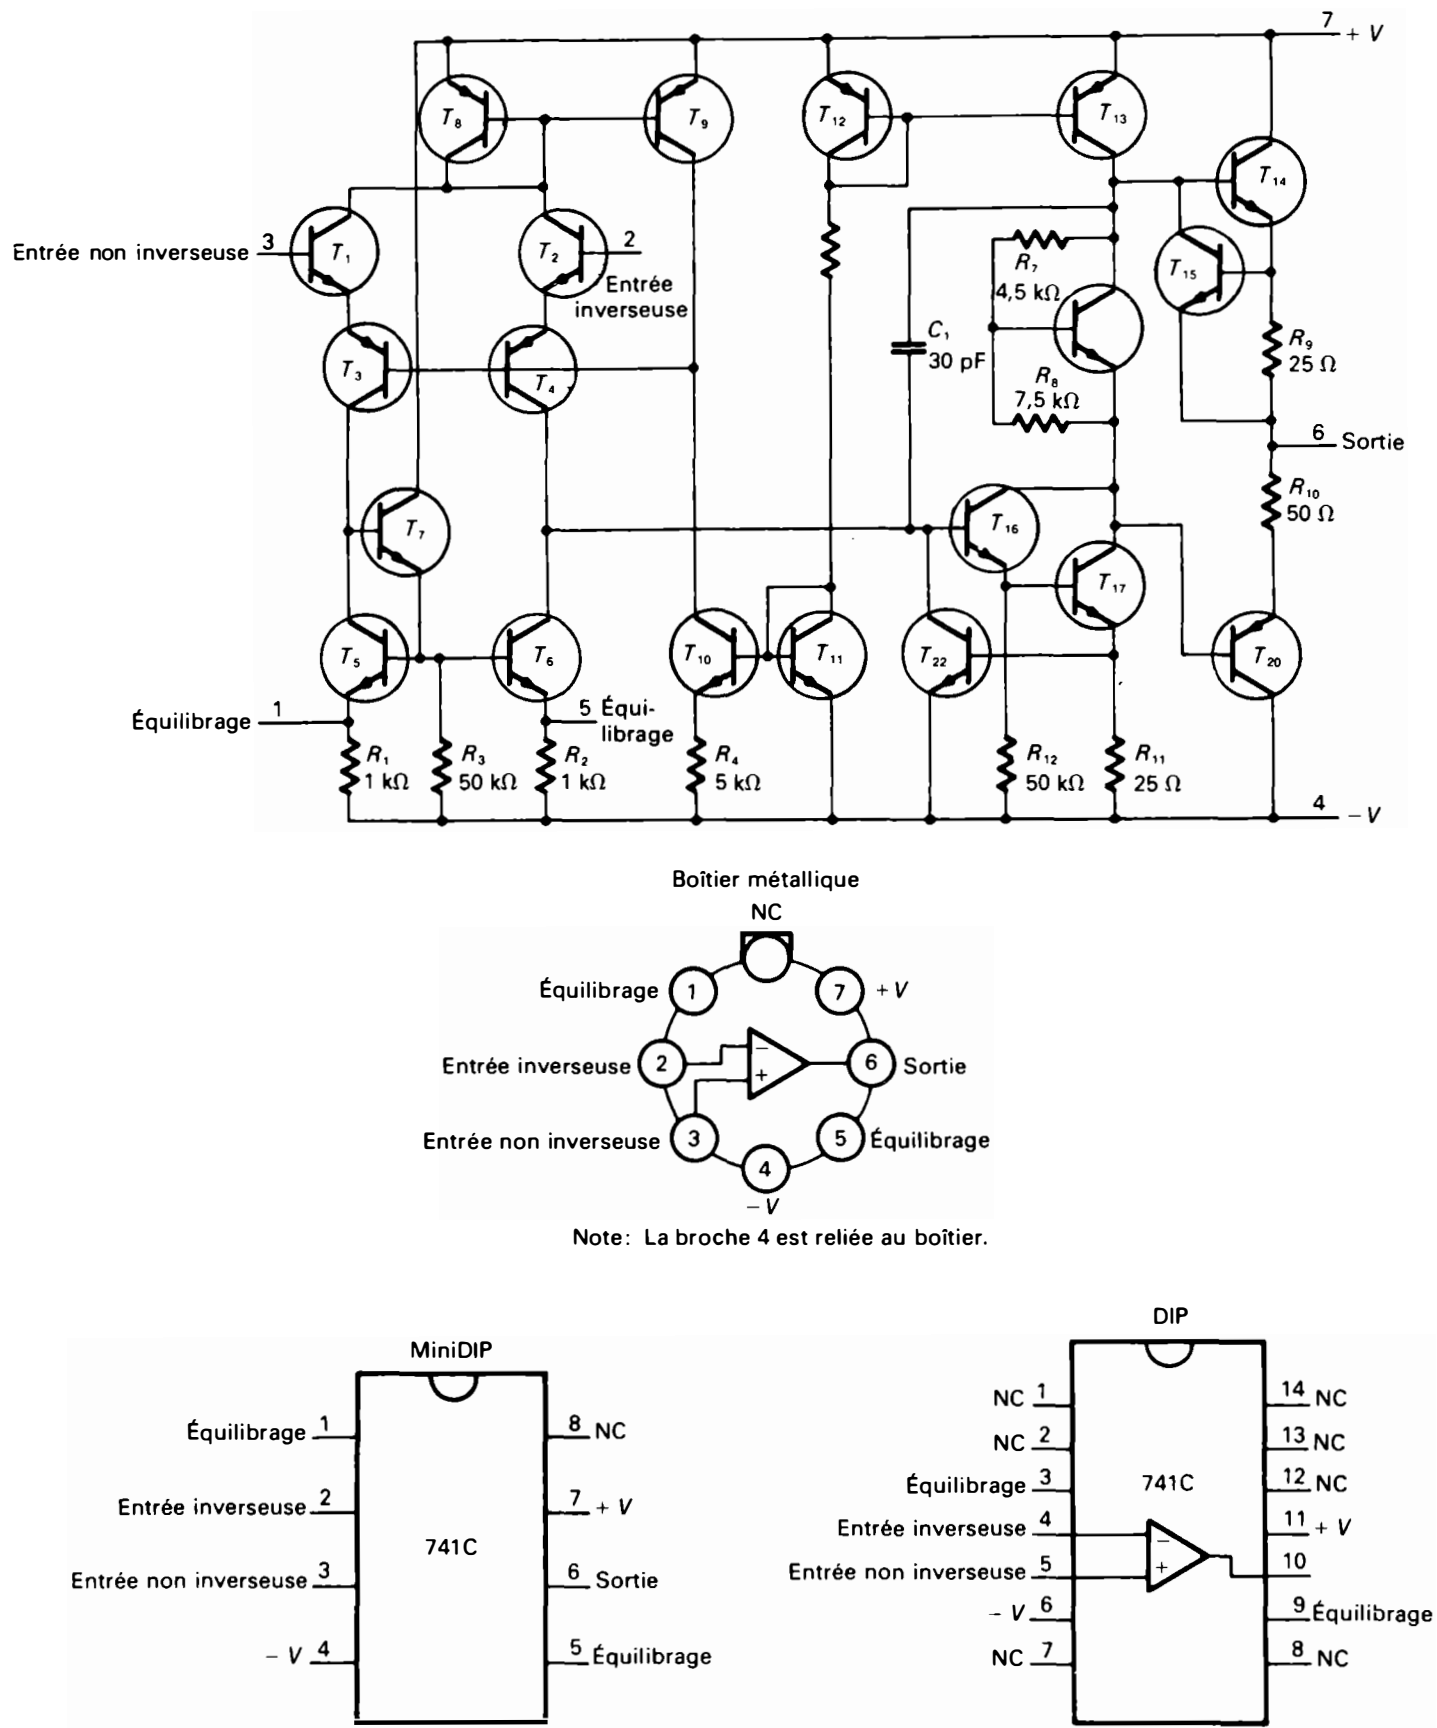 7 + V
T₈
T₉
T₁₂
T₁₃
T₁₄
Entrée non inverseuse 3
T₁
T₂
2
Entrée
inverseuse
T₁₅
R₇
4,5 kΩ
C₁
30 pF
R₉
25 Ω
T₃
T₄
R₈
7,5 kΩ
6 Sortie
T₇
T₁₆
R₁₀
50 Ω
T₁₇
T₅
T₆
T₁₀
T₁₁
T₂₂
T₂₀
Équilibrage 1
5 Équi-
librage
R₁
1 kΩ
R₃
50 kΩ
R₂
1 kΩ
R₄
5 kΩ
R₁₂
50 kΩ
R₁₁
25 Ω
4 – V
Boîtier métallique
NC
Équilibrage 1
7 + V
Entrée inverseuse 2
–
+
6 Sortie
Entrée non inverseuse 3
5 Équilibrage
4
– V
Note: La broche 4 est reliée au boîtier.
MiniDIP
Équilibrage 1
8 NC
Entrée inverseuse 2
7 + V
741C
Entrée non inverseuse 3
6 Sortie
– V 4
5 Équilibrage
DIP
NC 1
14 NC
NC 2
13 NC
Équilibrage 3
741C
12 NC
Entrée inverseuse 4
–
11 + V
Entrée non inverseuse 5
+
10
– V 6
9 Équilibrage
NC 7
8 NC